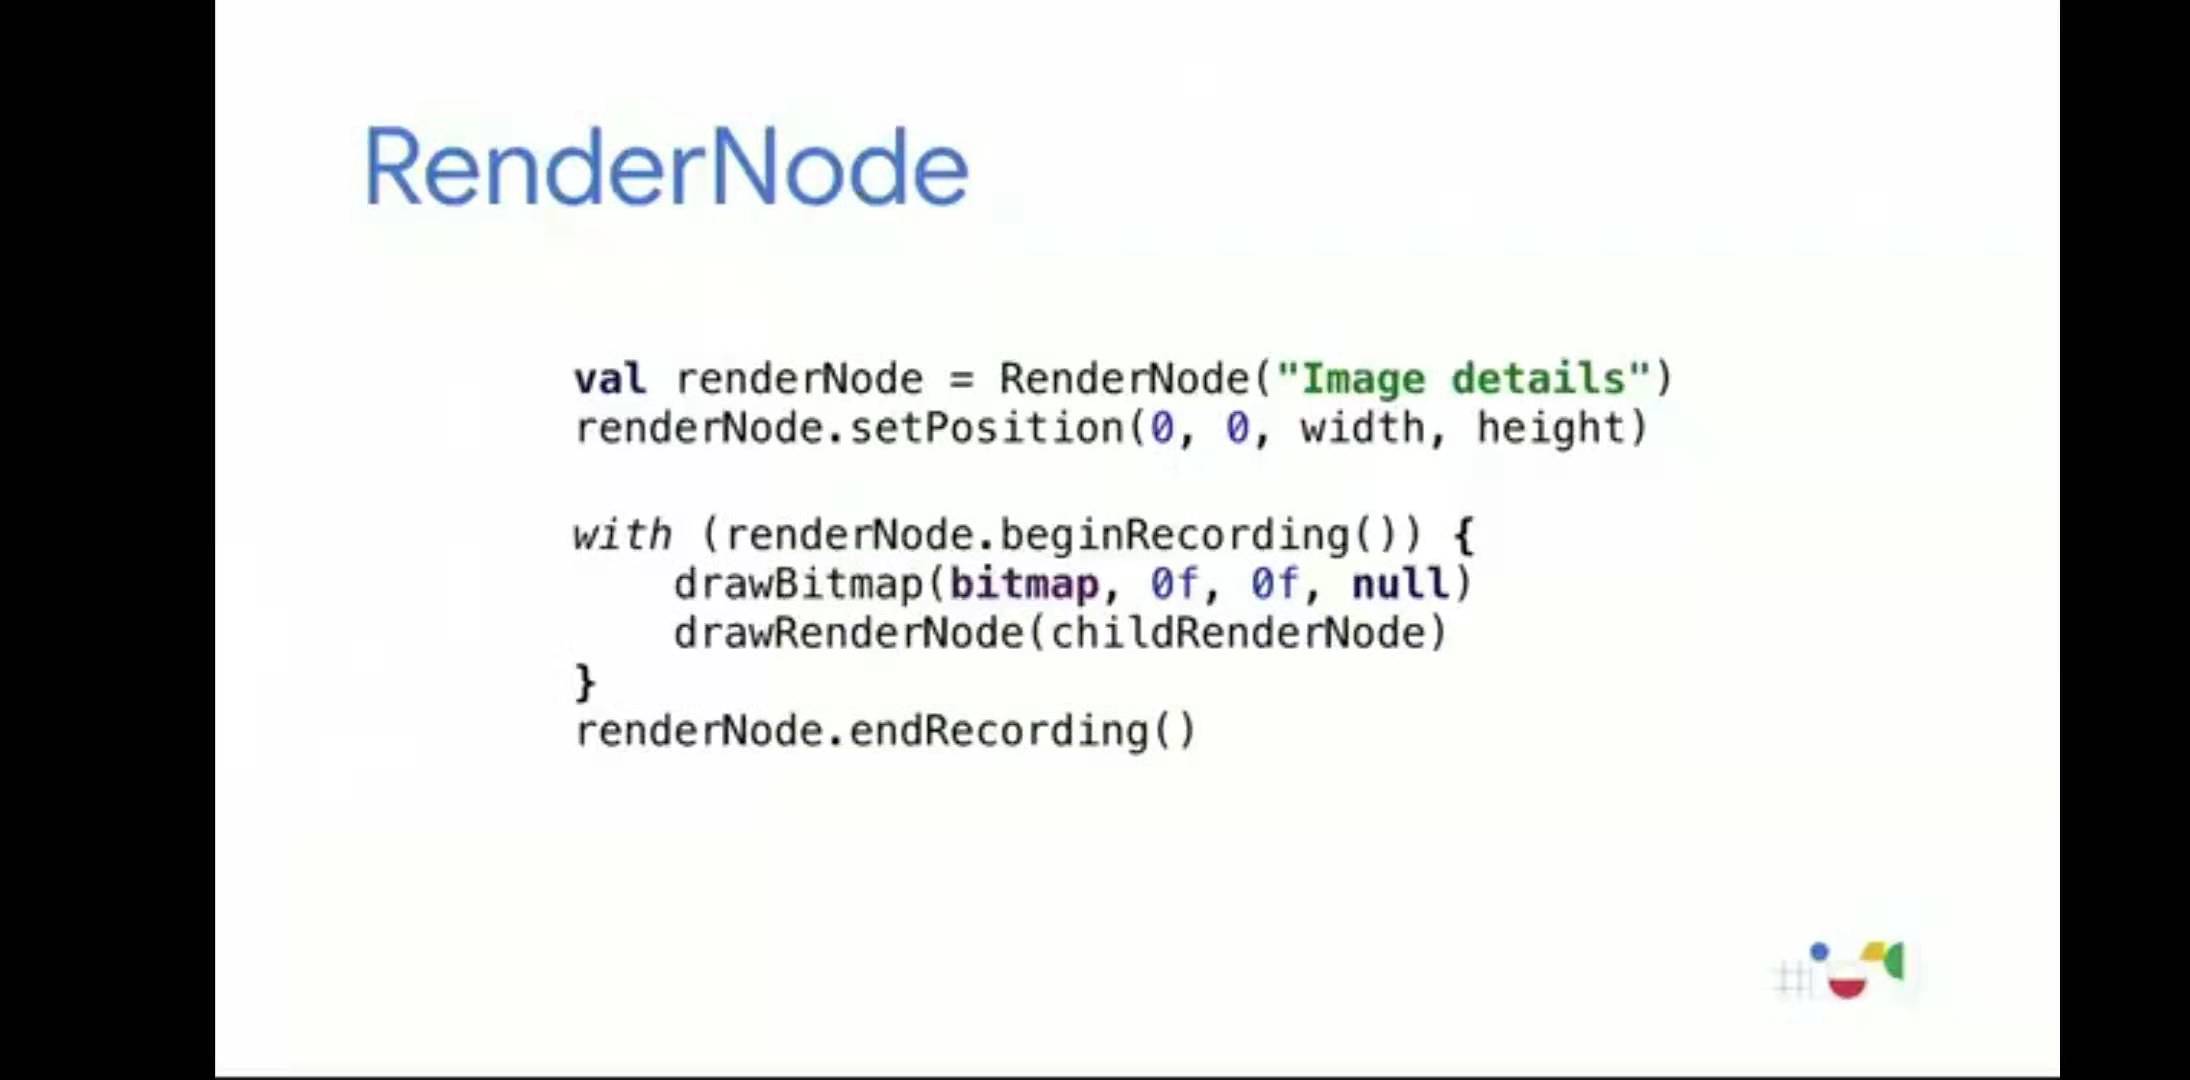 RenderNode
val renderNode = RenderNode("Image details")
renderNode.setPosition(0, 0, width, height)
with (renderNode.beginRecording()) {
drawBitmap(bitmap, 0f, 0f, null)
drawRenderNode(childRenderNode)
}
renderNode.endRecording()